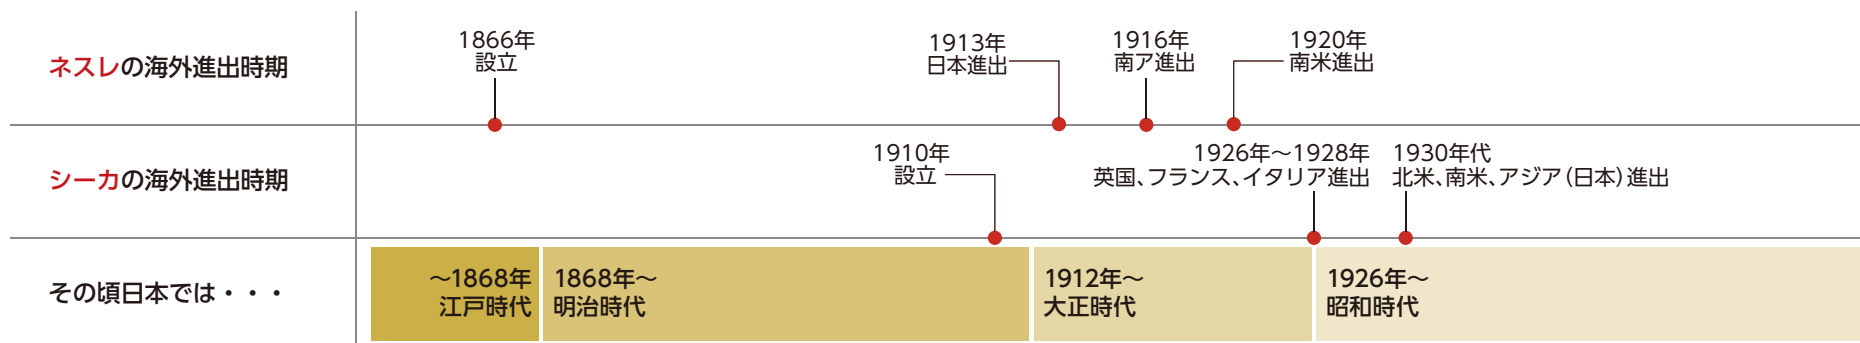 ネスレの海外進出時期
1866年
設立
1913年
日本進出
1916年
南ア進出
1920年
南米進出
シーカの海外進出時期
1910年
設立
1926年～1928年
英国、フランス、イタリア進出
1930年代
北米、南米、アジア（日本）進出
その頃日本では・・・
～1868年
江戸時代
1868年～
明治時代
1912年～
大正時代
1926年～
昭和時代